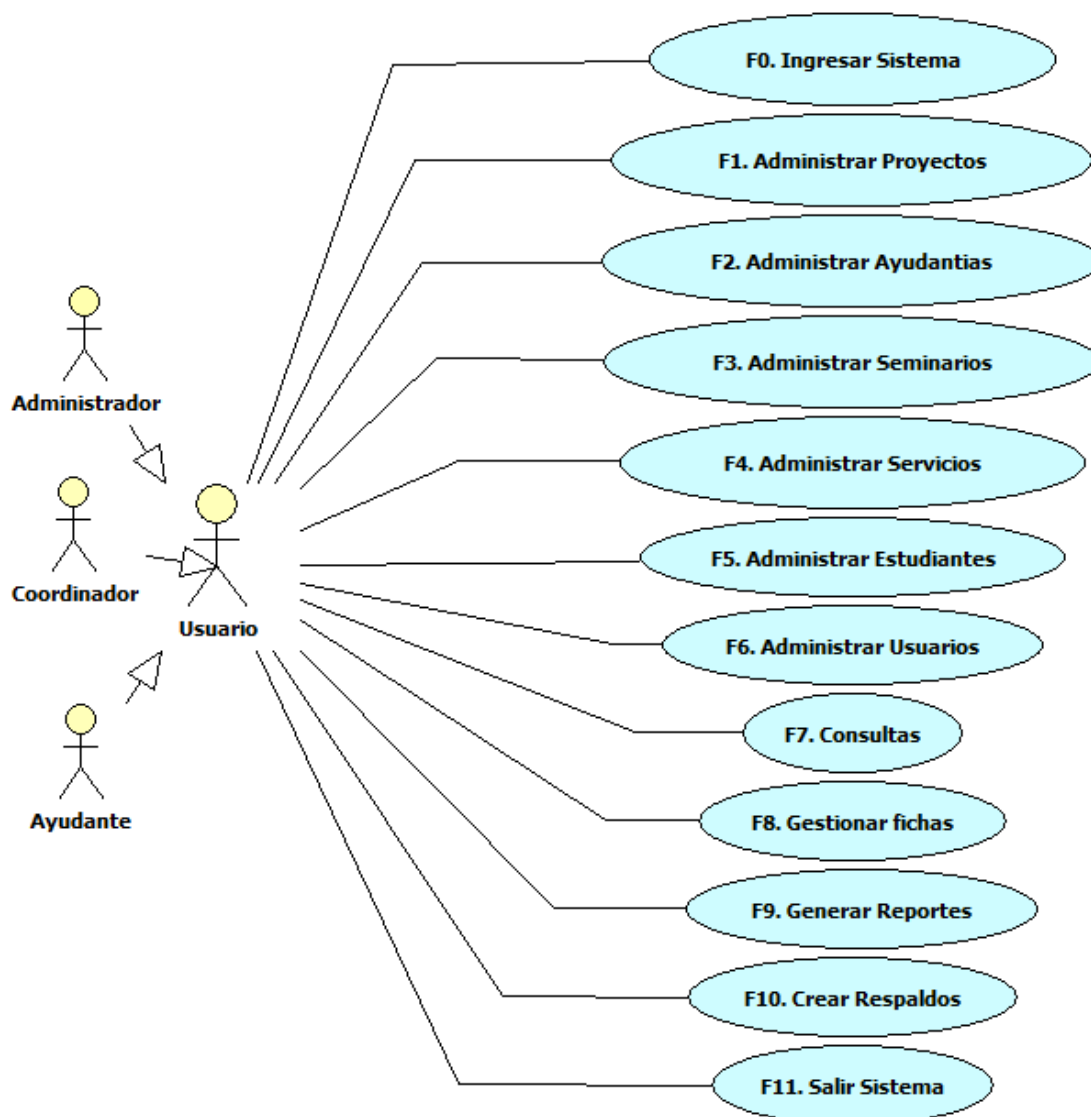 F0. Ingresar Sistema
F1. Administrar Proyectos
F2. Administrar Ayudantias
F3. Administrar Seminarios
Administrador
F4. Administrar Servicios
F5. Administrar Estudiantes
Coordinador
Usuario
F6. Administrar Usuarios
F7. Consultas
Ayudante
F8. Gestionar fichas
F9. Generar Reportes
F10. Crear Respaldos
F11. Salir Sistema